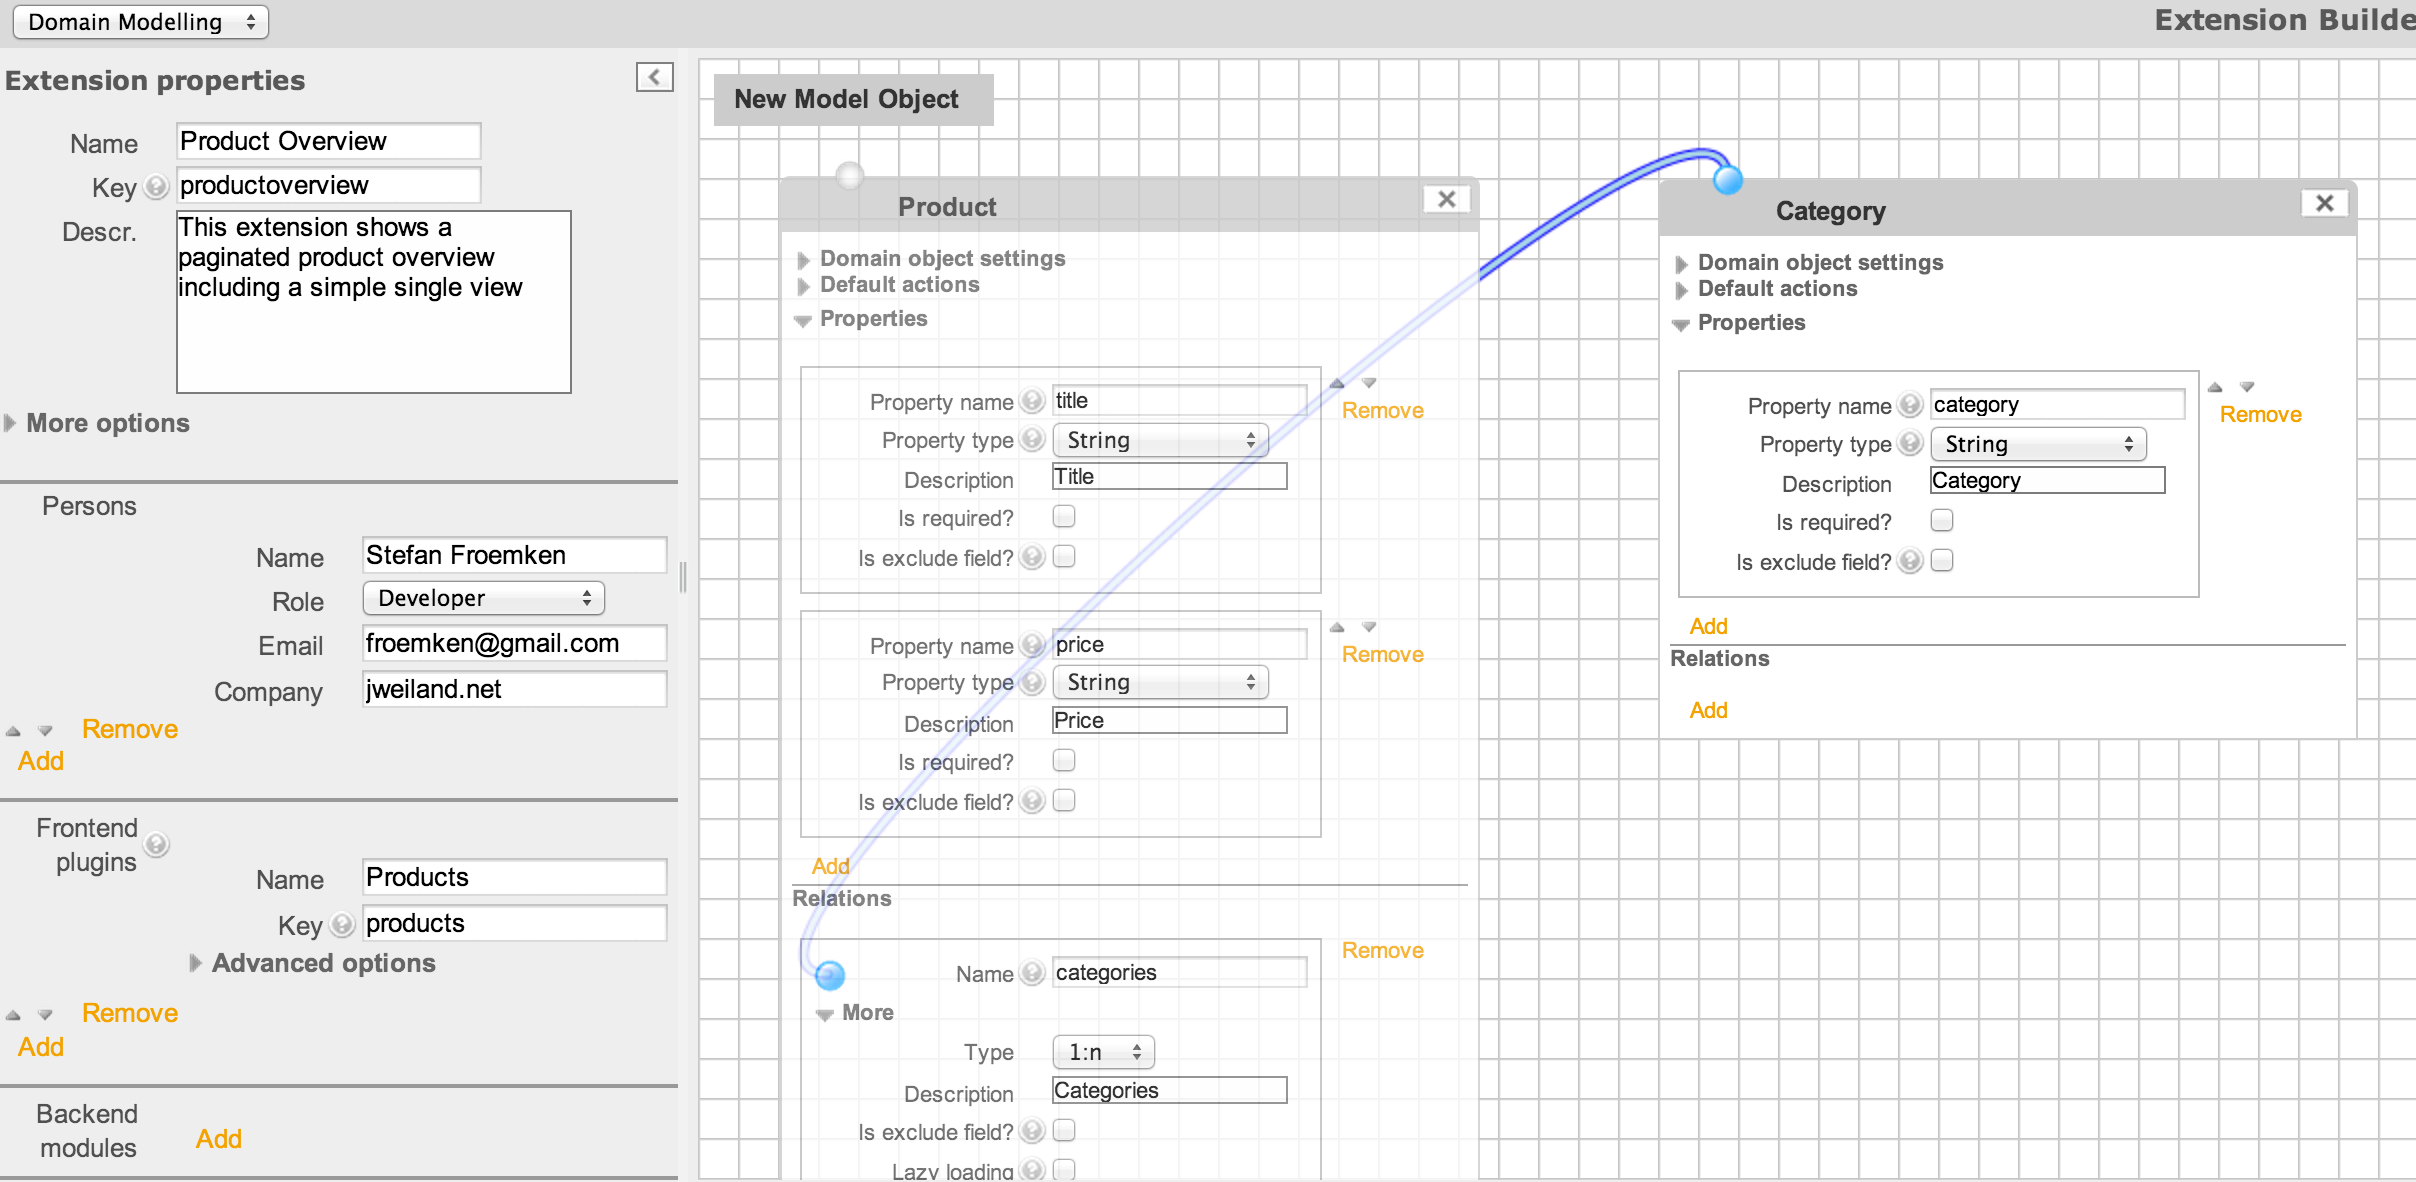 Domain Modelling
Extension Builde
Extension properties
Name Product Overview
Key productoverview
Descr. This extension shows a
paginated product overview
including a simple single view
More options
Persons
Name Stefan Froemken
Role Developer
Email froemken@gmail.com
Company jweiland.net
Remove
Add
Frontend
plugins
Name Products
Key products
Advanced options
Remove
Add
Backend
modules
Add
New Model Object
Product
Domain object settings
Default actions
Properties
Property name title
Remove
Property type String
Description Title
Is required?
Is exclude field?
Property name price
Remove
Property type String
Description Price
Is required?
Is exclude field?
Add
Relations
Remove
Name categories
More
Type 1:n
Description Categories
Is exclude field?
Lazy loading
Category
Domain object settings
Default actions
Properties
Property name category
Remove
Property type String
Description Category
Is required?
Is exclude field?
Add
Relations
Add